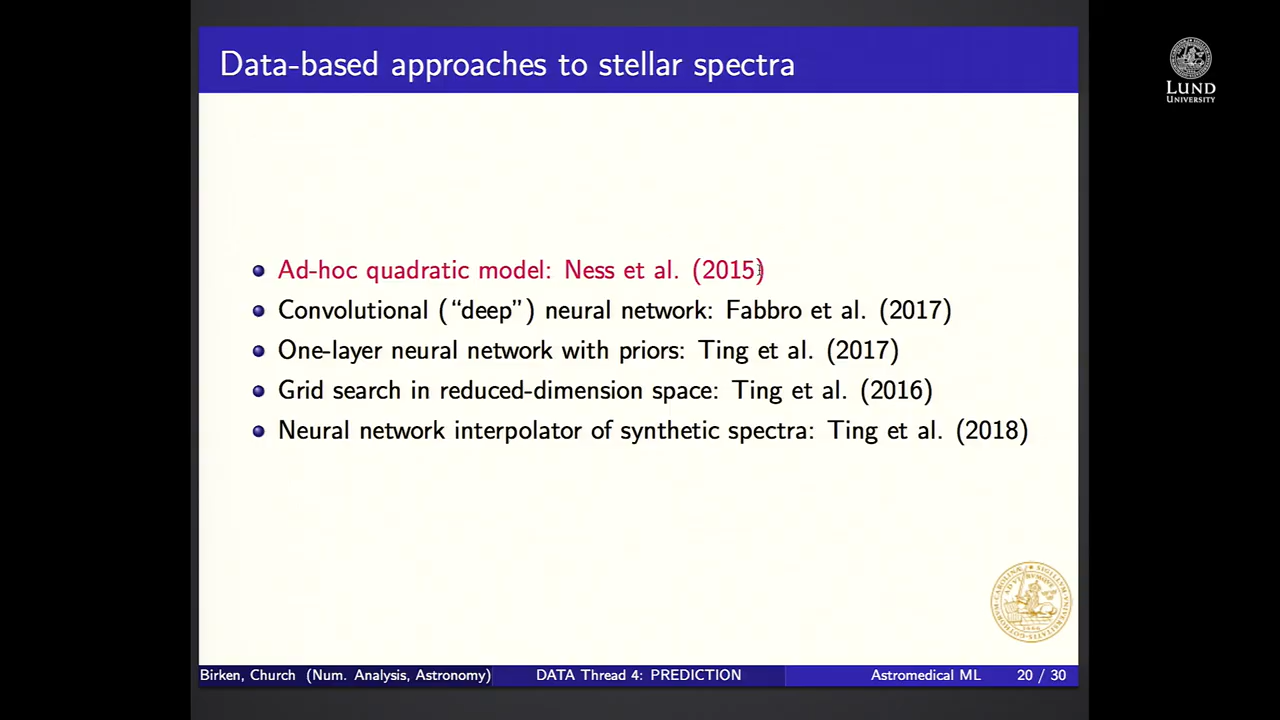 Data-based approaches to stellar spectra
LUND
UNIVERSITY
Ad-hoc quadratic model: Ness et al. (2015)
Convolutional (“deep”) neural network: Fabbro et al. (2017)
One-layer neural network with priors: Ting et al. (2017)
Grid search in reduced-dimension space: Ting et al. (2016)
Neural network interpolator of synthetic spectra: Ting et al. (2018)
Birken, Church (Num. Analysis, Astronomy)
DATA Thread 4: PREDICTION
Astromedical ML
20 / 30